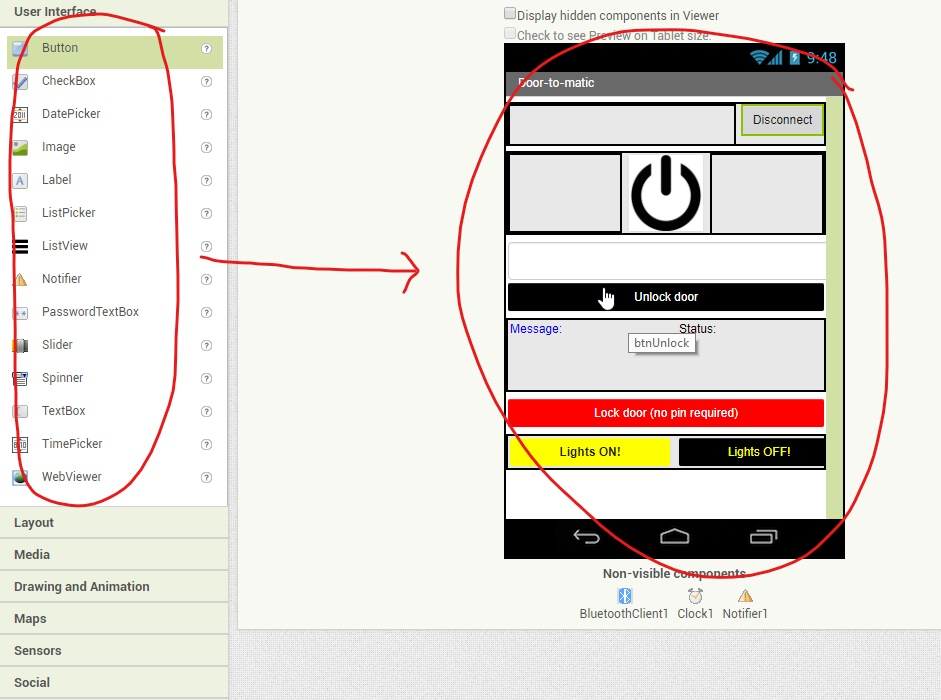 User Interface
Button
CheckBox
DatePicker
Image
Label
ListPicker
ListView
Notifier
PasswordTextBox
Slider
Spinner
TextBox
TimePicker
WebViewer
Layout
Media
Drawing and Animation
Maps
Sensors
Social
Display hidden components in Viewer
Check to see Preview on Tablet size.
9:48
Door-to-matic
Disconnect
Unlock door
Message: Status:
btnUnlock
Lock door (no pin required)
Lights ON! Lights OFF!
Non-visible components
BluetoothClient1 Clock1 Notifier1